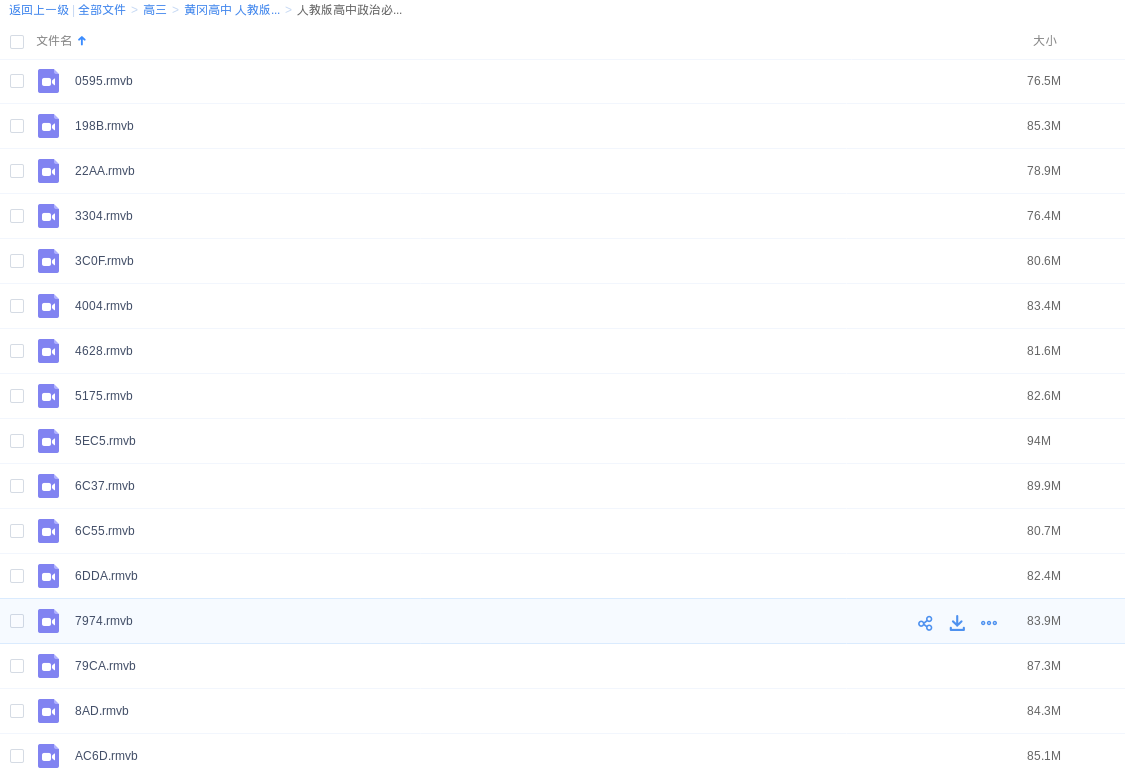 返回上一级 | 全部文件 > 高三 > 黄冈高中 人教版... > 人教版高中政治必...
文件名 大小
0595.rmvb 76.5M
198B.rmvb 85.3M
22AA.rmvb 78.9M
3304.rmvb 76.4M
3C0F.rmvb 80.6M
4004.rmvb 83.4M
4628.rmvb 81.6M
5175.rmvb 82.6M
5EC5.rmvb 94M
6C37.rmvb 89.9M
6C55.rmvb 80.7M
6DDA.rmvb 82.4M
7974.rmvb 83.9M
79CA.rmvb 87.3M
8AD.rmvb 84.3M
AC6D.rmvb 85.1M